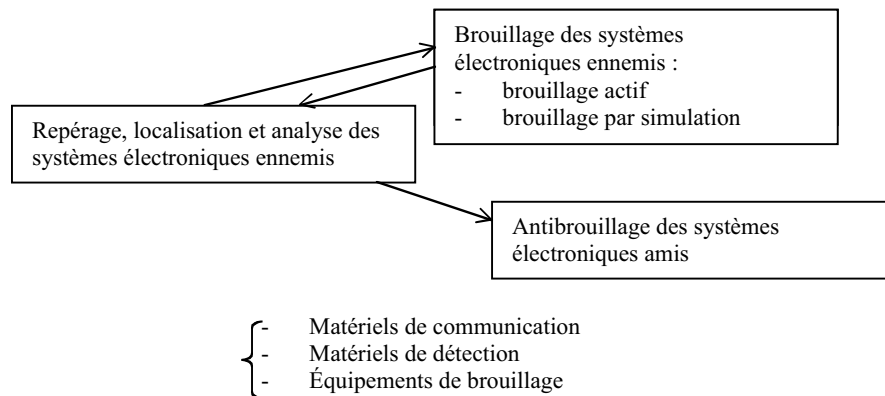 Brouillage des systèmes
électroniques ennemis :
- brouillage actif
- brouillage par simulation
Repérage, localisation et analyse des
systèmes électroniques ennemis
Antibrouillage des systèmes
électroniques amis
- Matériels de communication
- Matériels de détection
- Équipements de brouillage